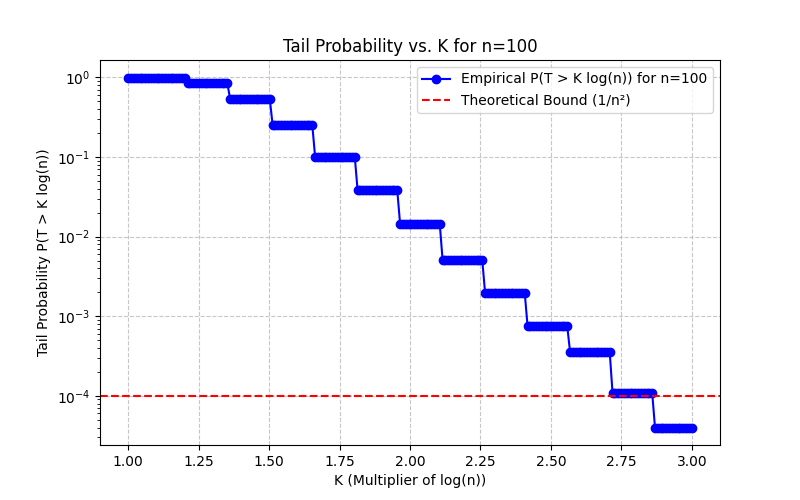 Tail Probability vs. K for n=100
Empirical P(T > K log(n)) for n=100
Theoretical Bound (1/n²)
Tail Probability P(T > K log(n))
10⁰
10⁻¹
10⁻²
10⁻³
10⁻⁴
1.00 1.25 1.50 1.75 2.00 2.25 2.50 2.75 3.00
K (Multiplier of log(n))